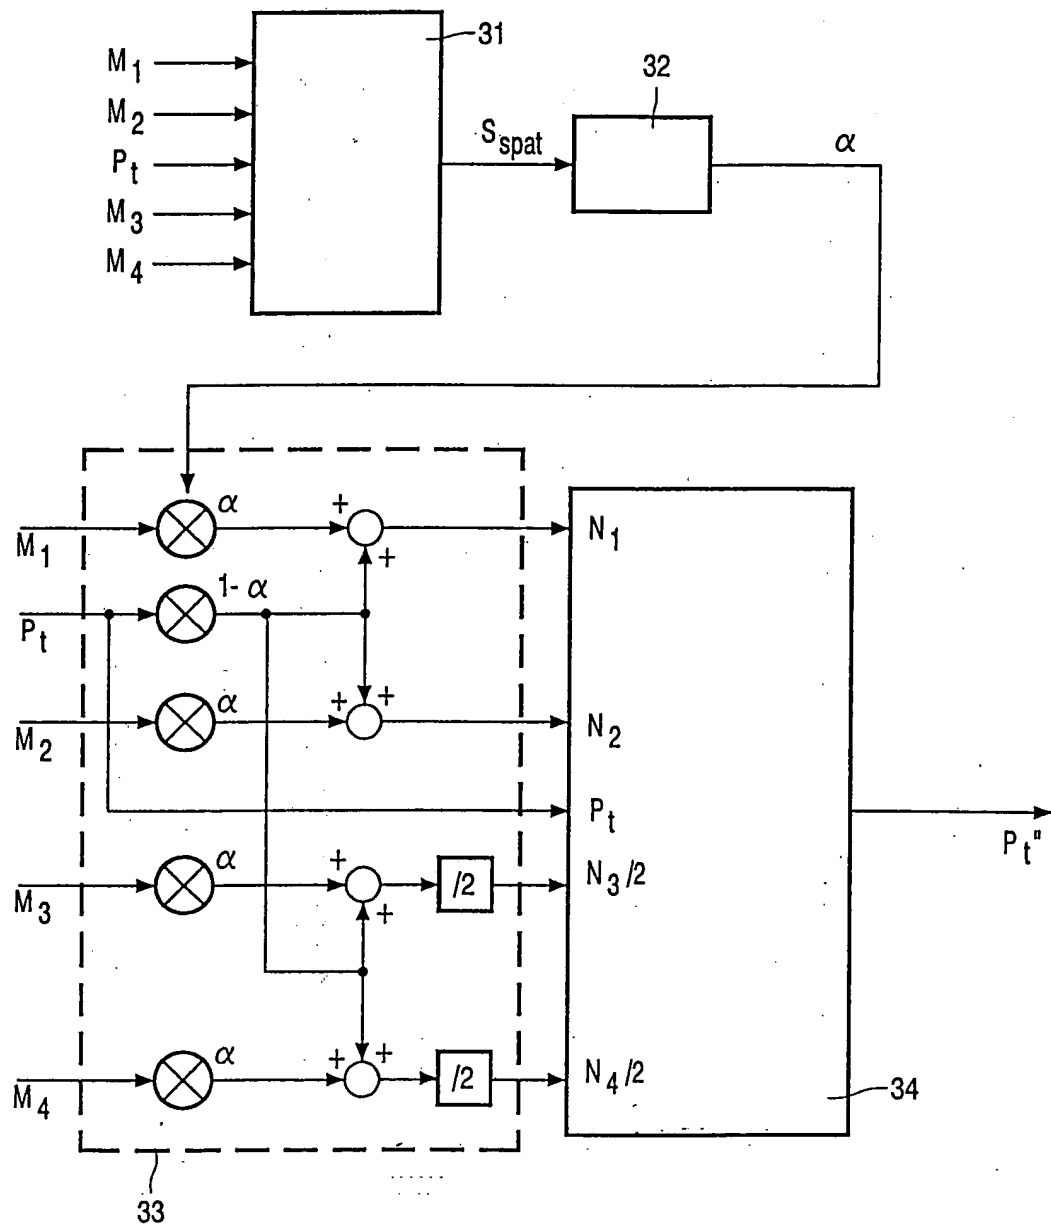 31
M1
M2
Pt
M3
M4
Sspat
32
α
M1
α
+
+
N1
Pt
1- α
M2
α
+
+
N2
Pt
Pt"
M3
α
+
+
/2
N3/2
M4
α
+
+
/2
N4/2
34
33